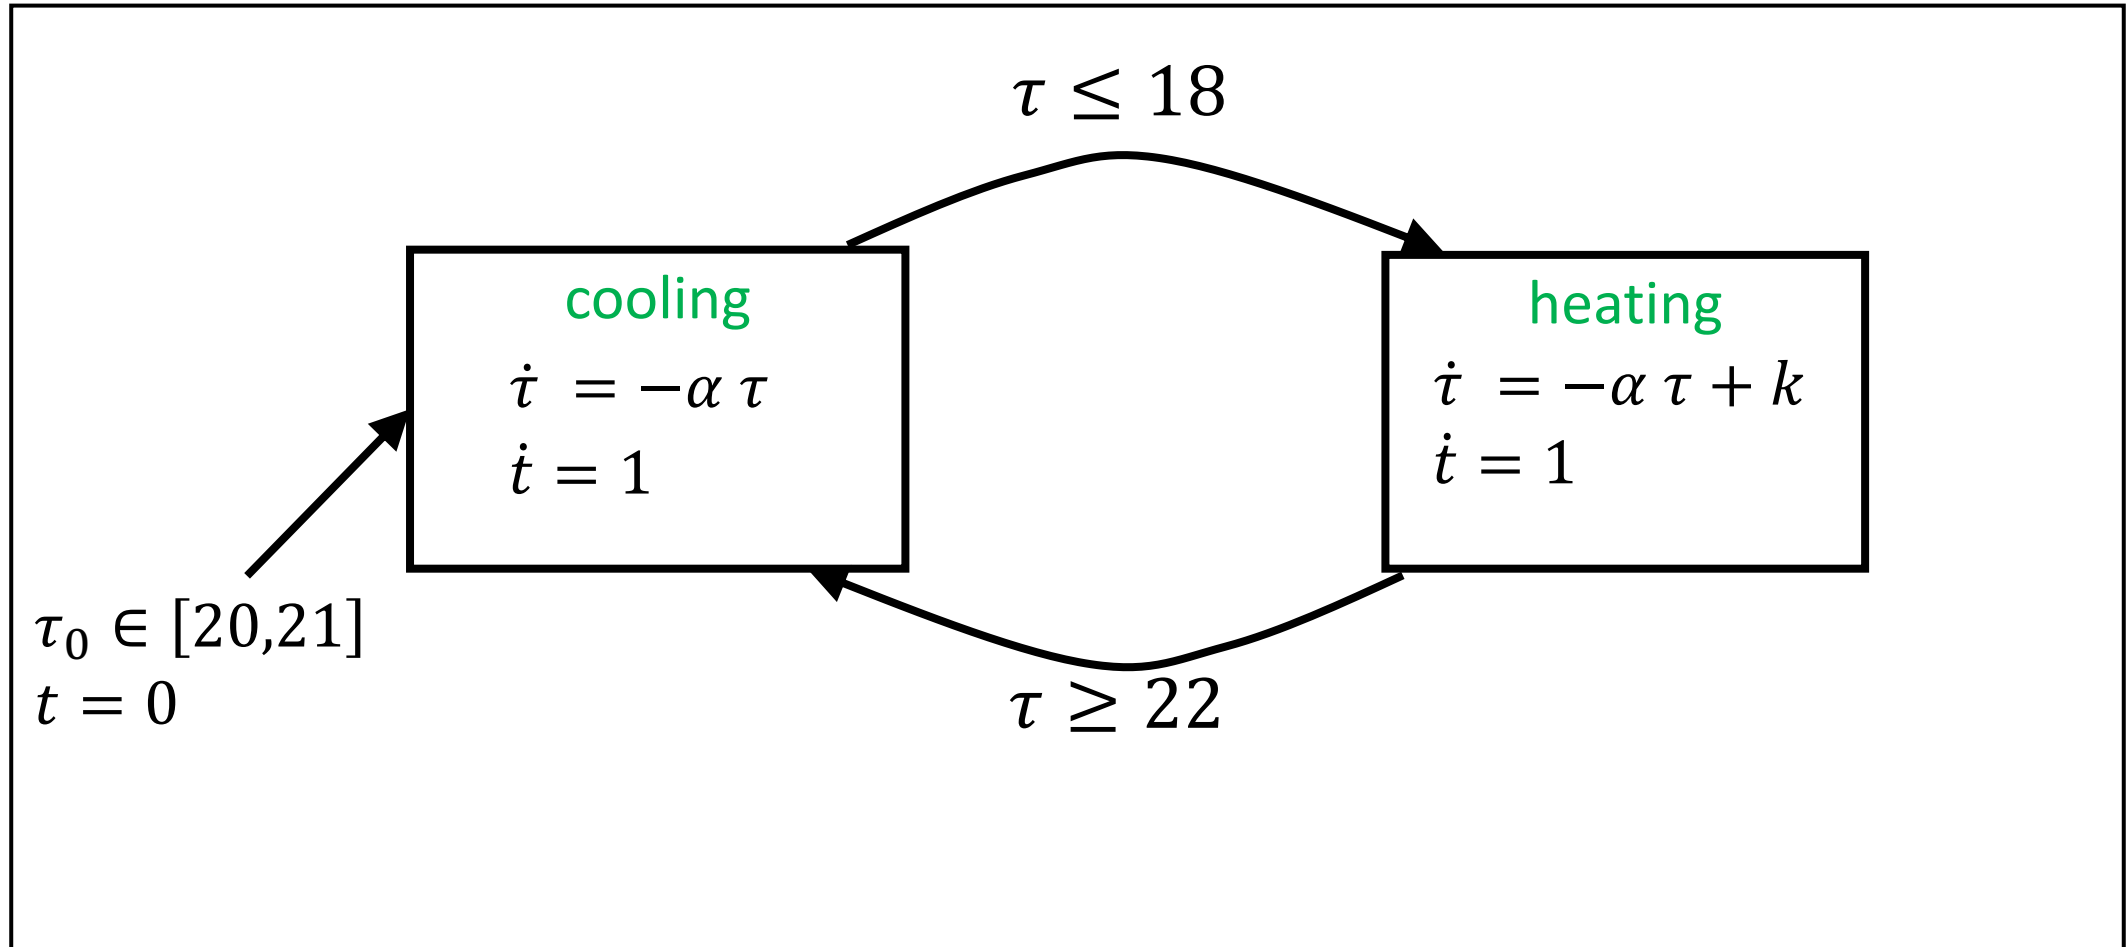 τ ≤ 18
cooling
τ̇ = −α τ
ṫ = 1
heating
τ̇ = −α τ + k
ṫ = 1
τ₀ ∈ [20,21]
t = 0
τ ≥ 22